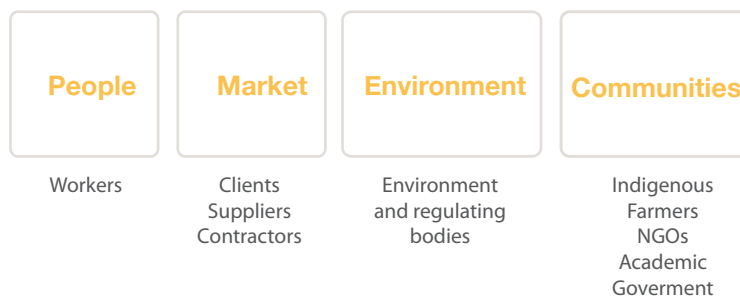 People
Market
Environment
Communities
Workers
Clients
Suppliers
Contractors
Environment
and regulating
bodies
Indigenous
Farmers
NGOs
Academic
Goverment